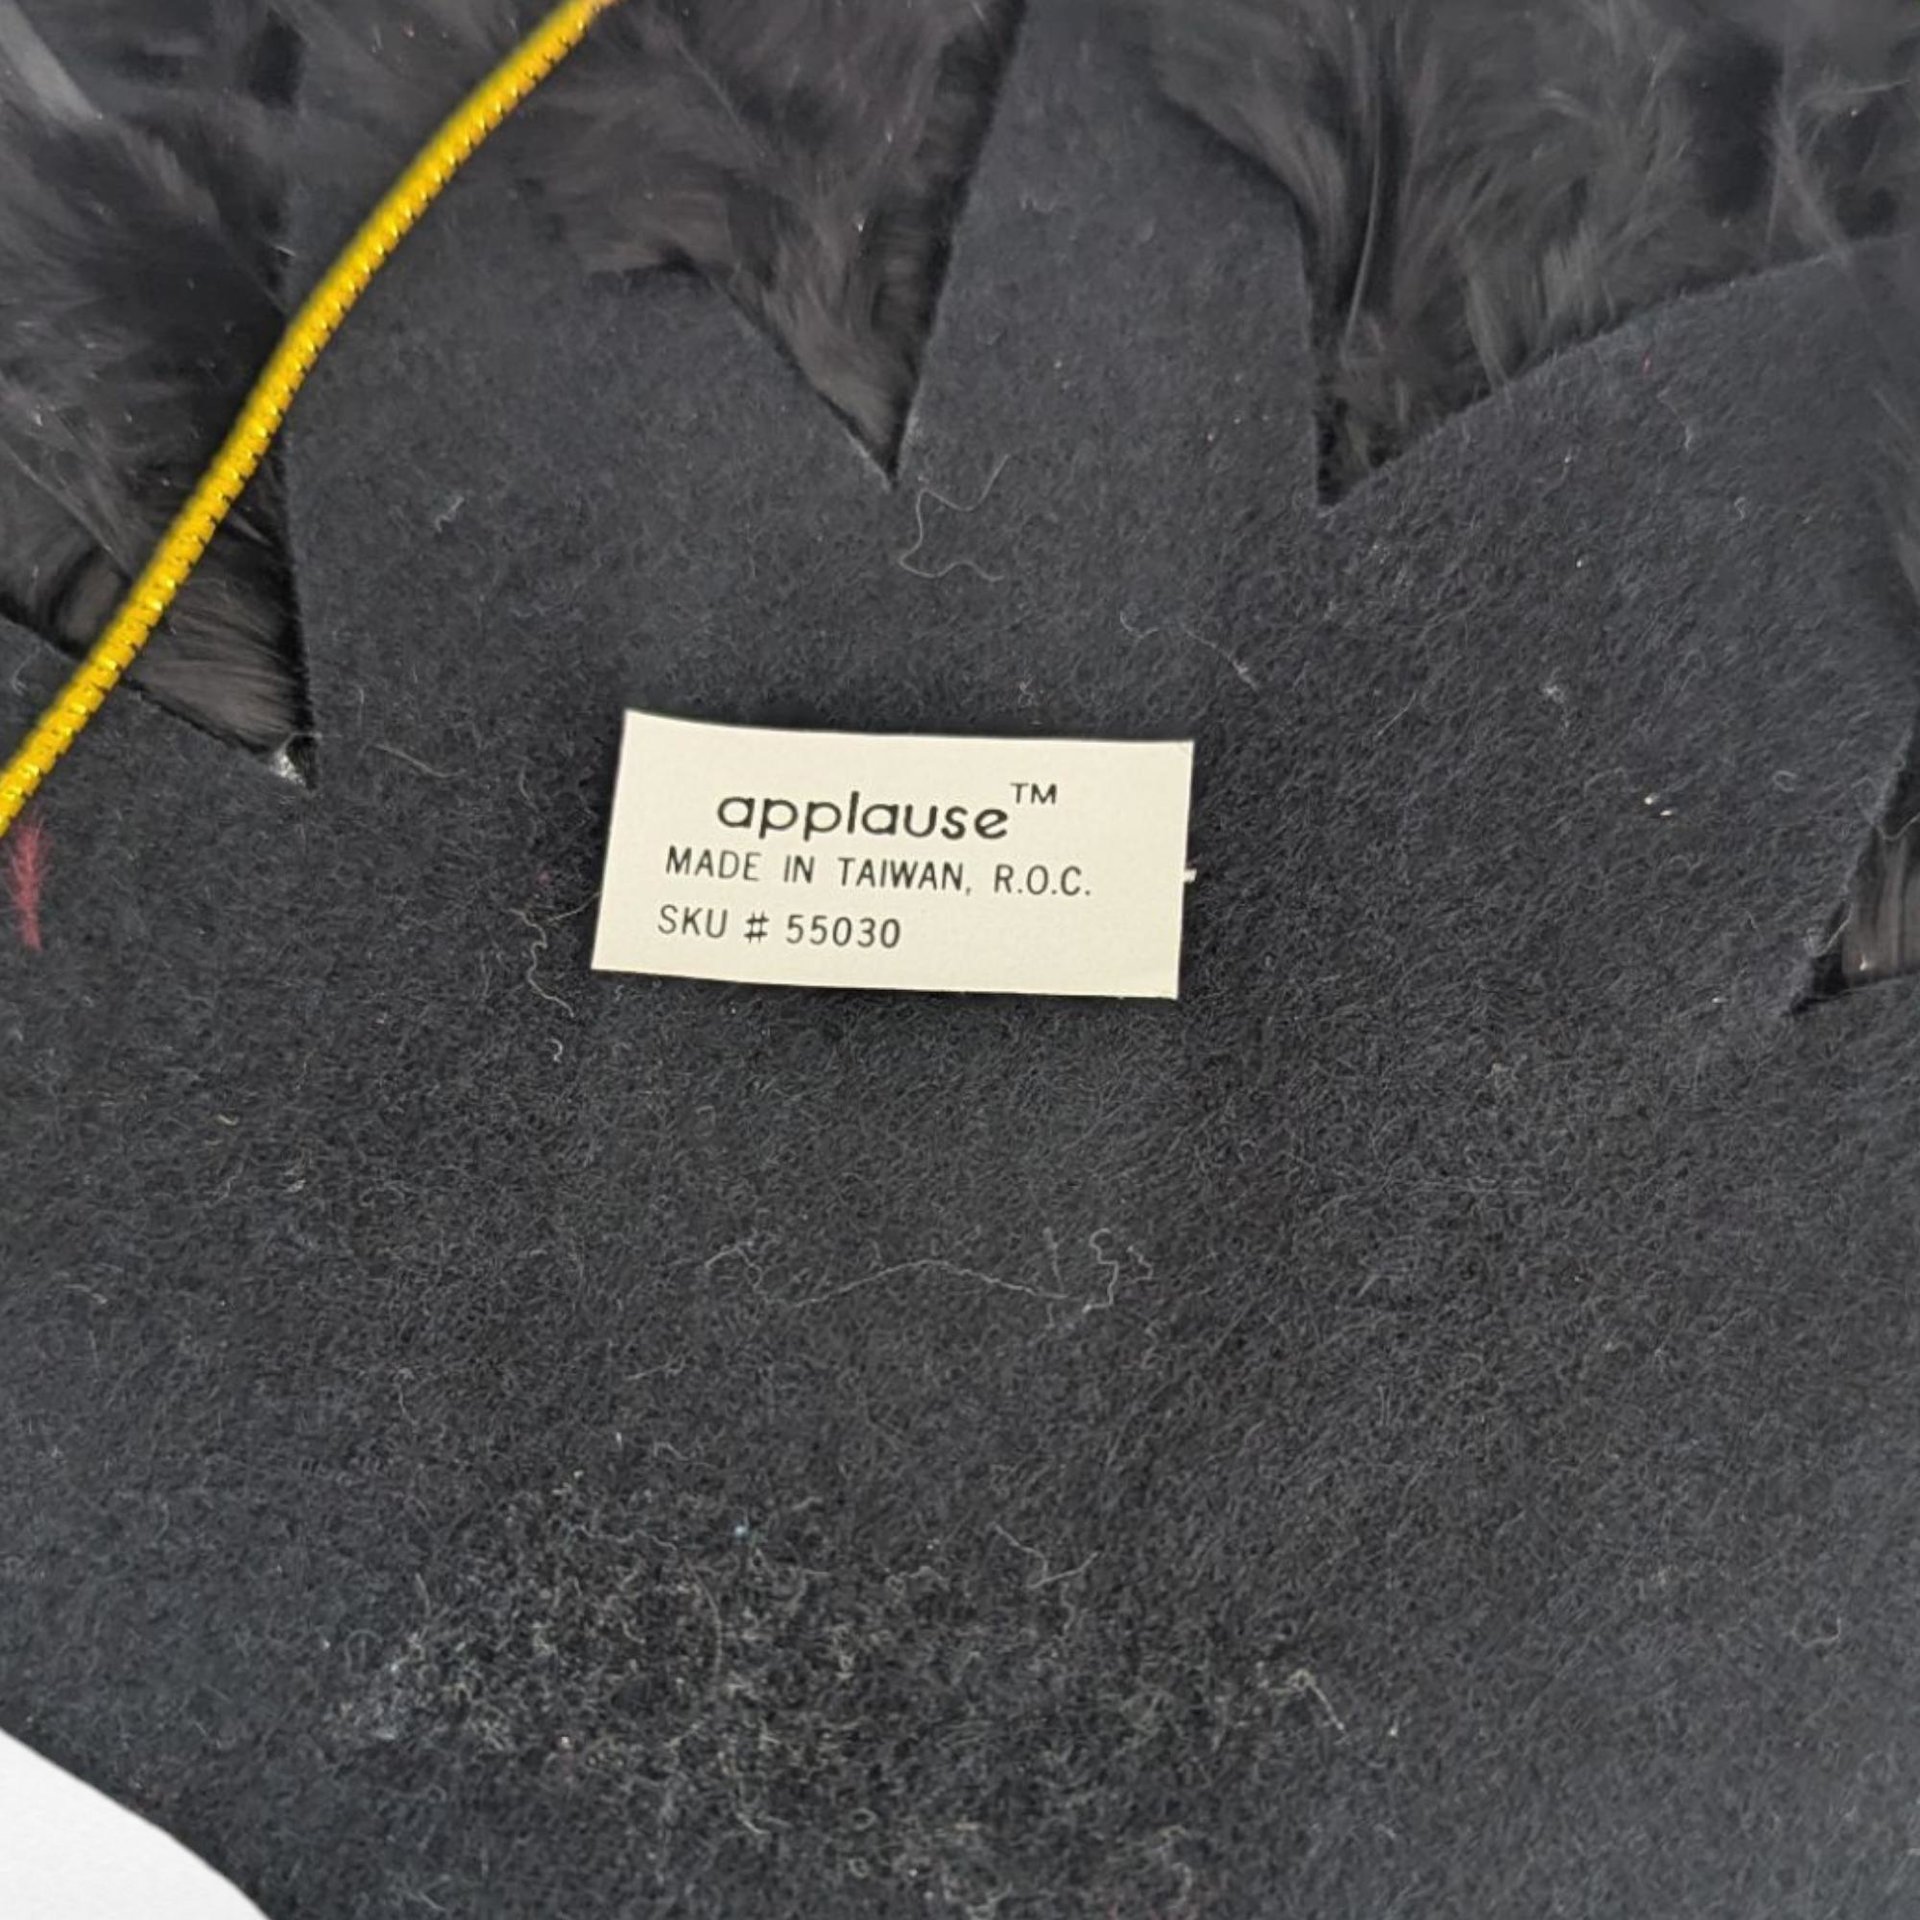 applause™
MADE IN TAIWAN, R.O.C.
SKU # 55030